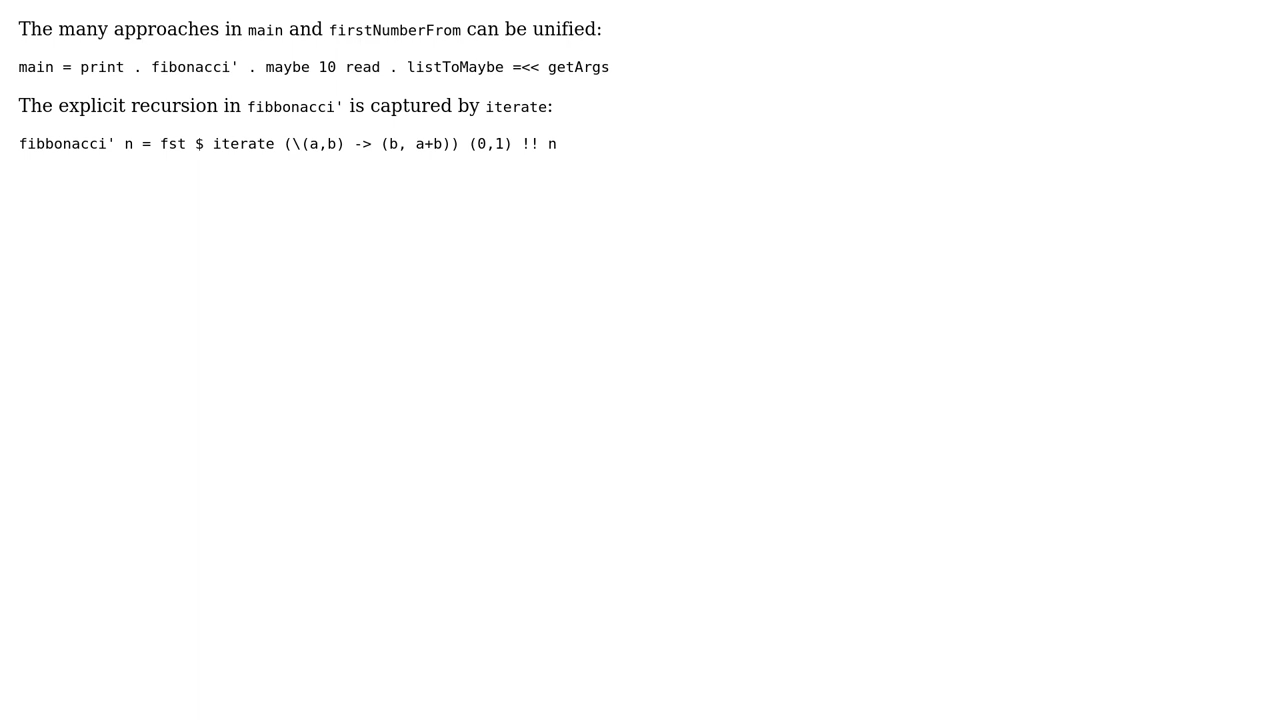 The many approaches in main and firstNumberFrom can be unified:
main = print . fibonacci' . maybe 10 read . listToMaybe =<< getArgs
The explicit recursion in fibbonacci' is captured by iterate:
fibbonacci' n = fst $ iterate (\(a,b) -> (b, a+b)) (0,1) !! n